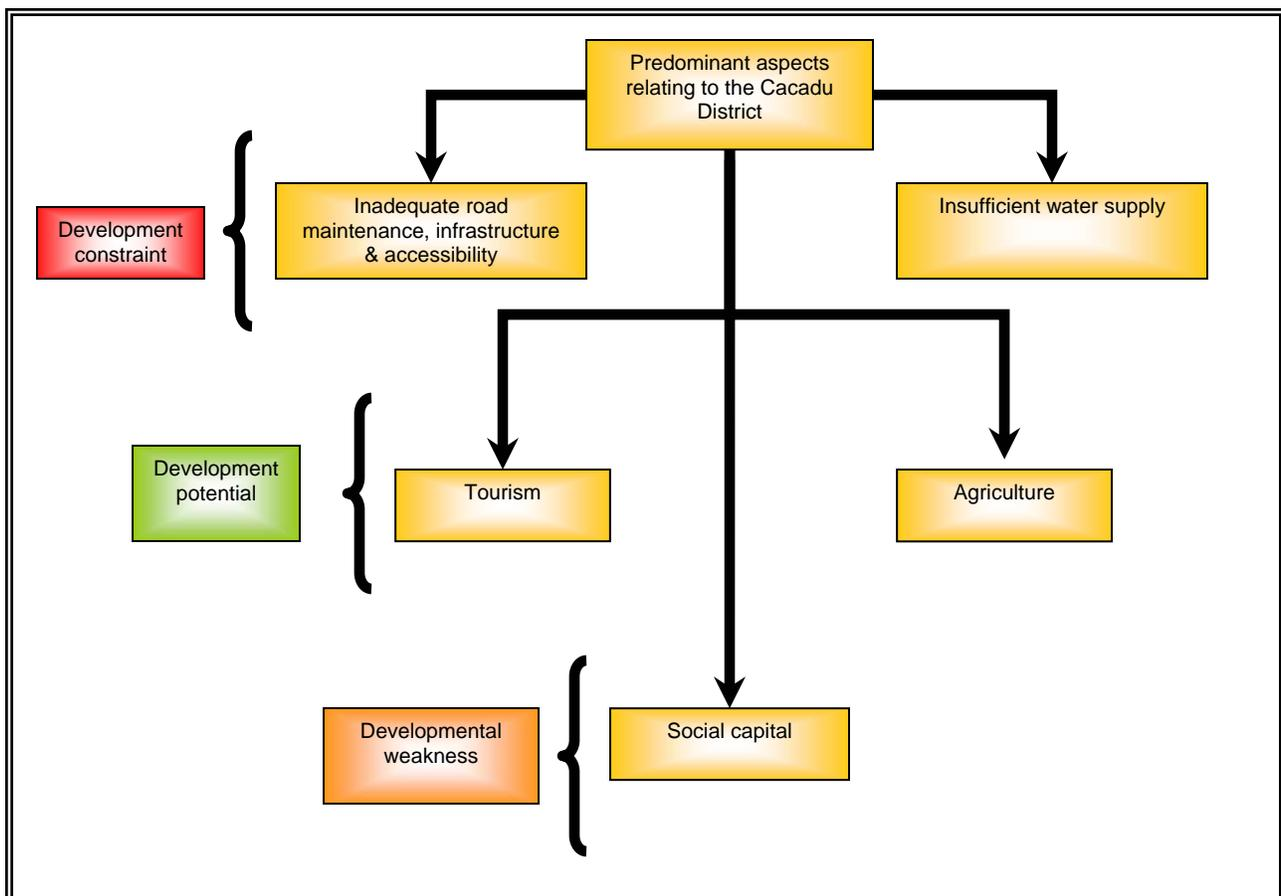 Predominant aspects
relating to the Cacadu
District
Development
constraint
Inadequate road
maintenance, infrastructure
& accessibility
Insufficient water supply
Development
potential
Tourism
Agriculture
Developmental
weakness
Social capital